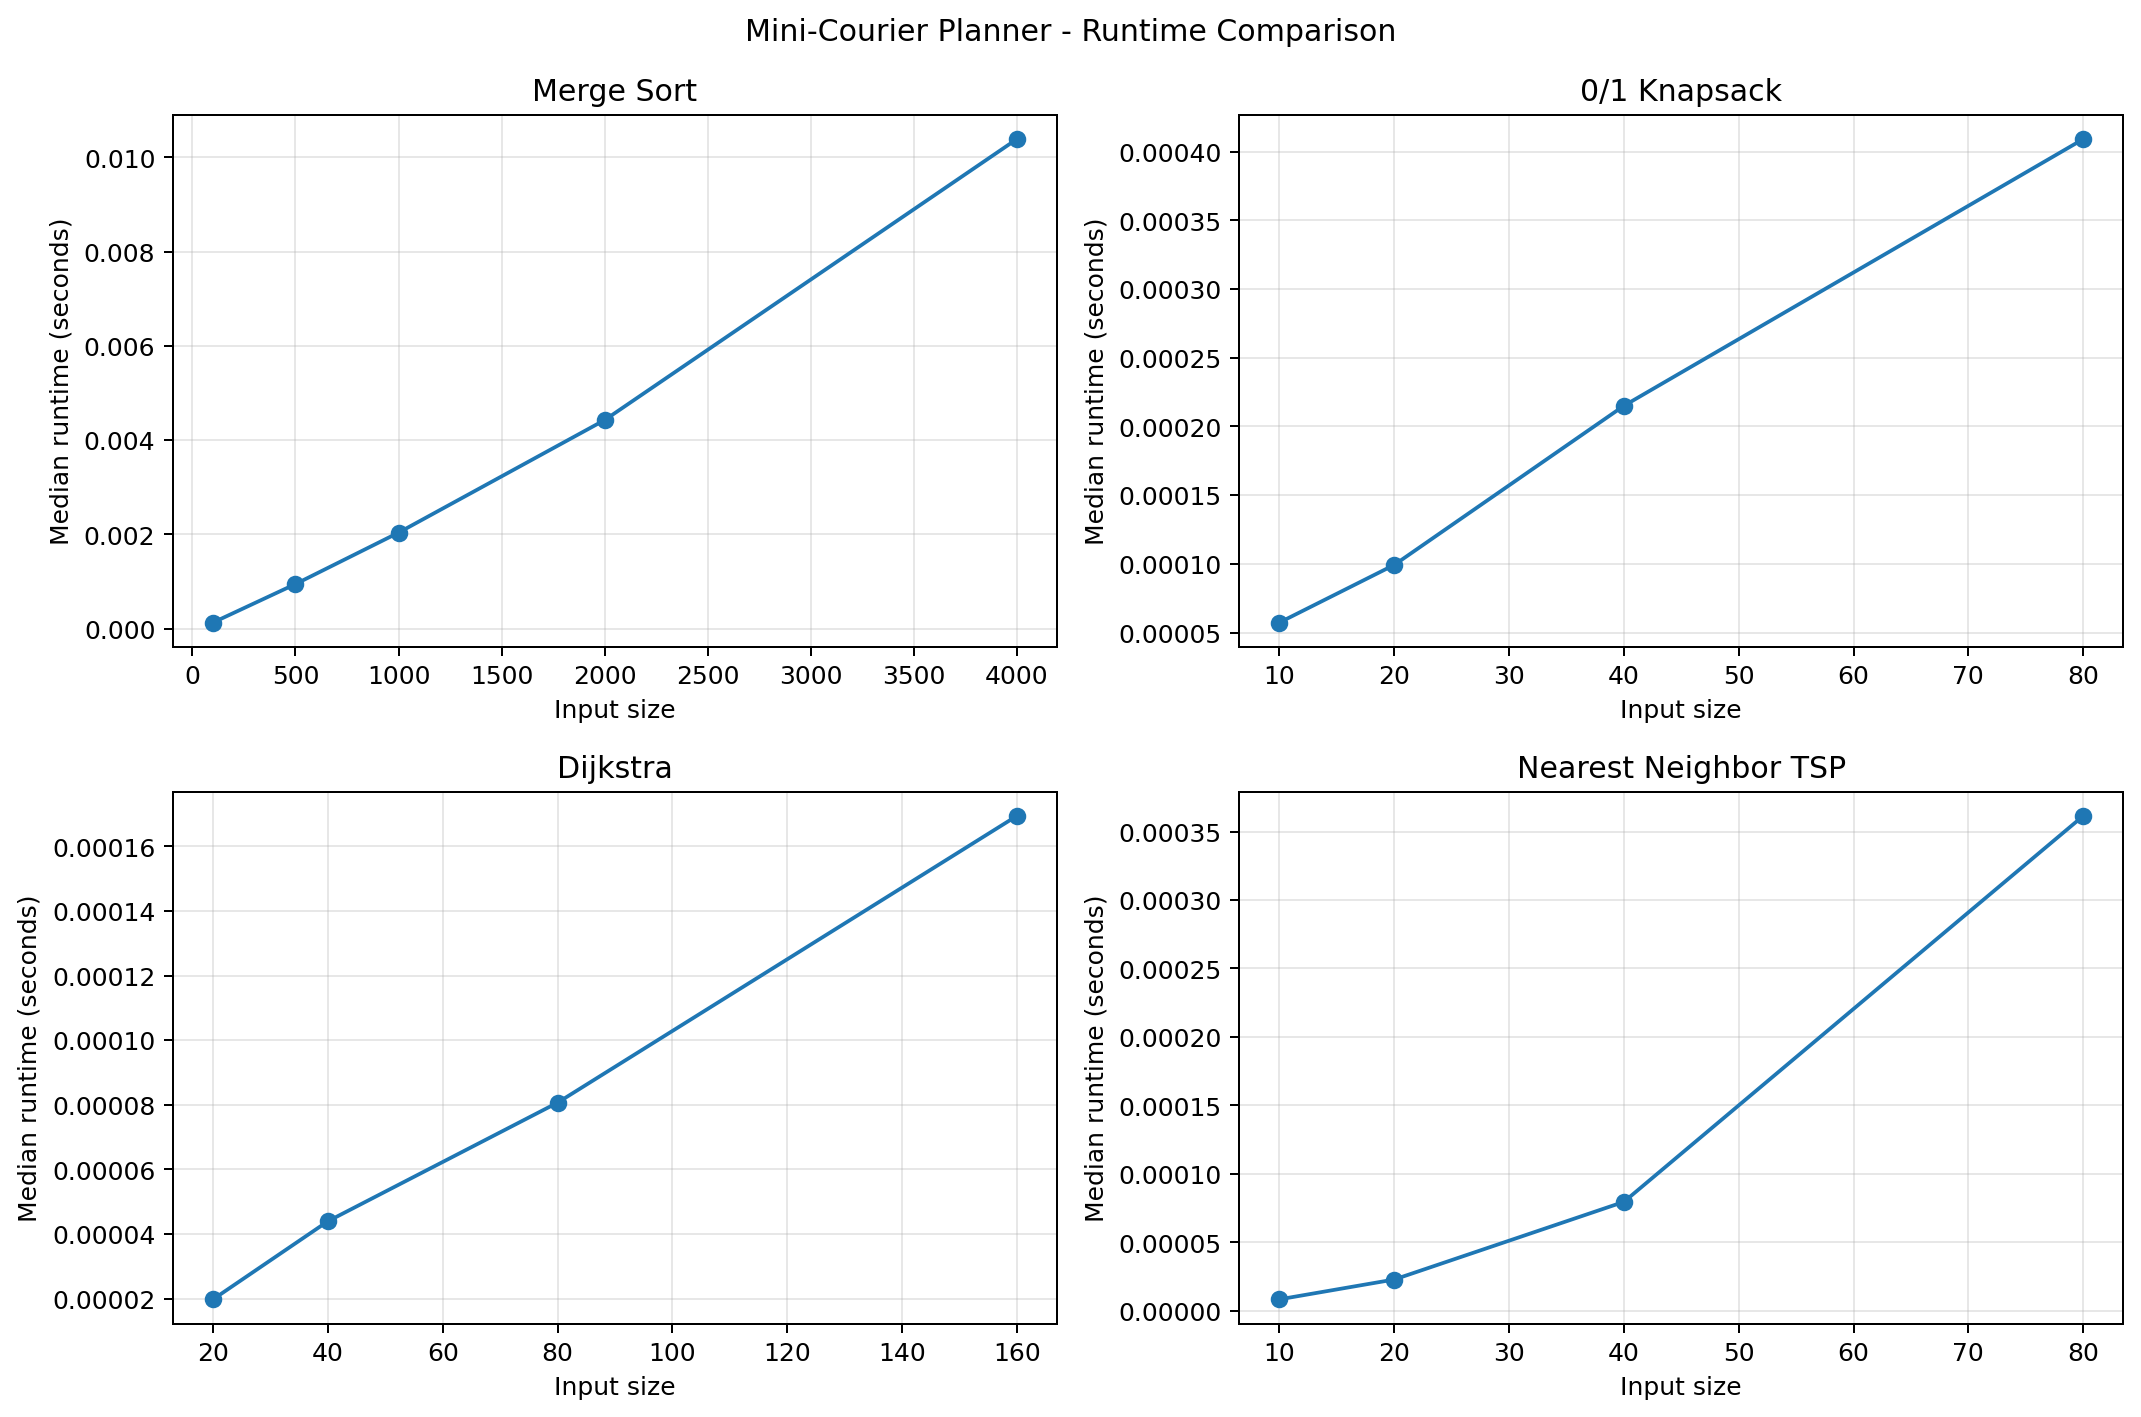 Mini-Courier Planner - Runtime Comparison
Merge Sort
Median runtime (seconds)
0.010
0.008
0.006
0.004
0.002
0.000
0 500 1000 1500 2000 2500 3000 3500 4000
Input size
0/1 Knapsack
Median runtime (seconds)
0.00040
0.00035
0.00030
0.00025
0.00020
0.00015
0.00010
0.00005
10 20 30 40 50 60 70 80
Input size
Dijkstra
Median runtime (seconds)
0.00016
0.00014
0.00012
0.00010
0.00008
0.00006
0.00004
0.00002
20 40 60 80 100 120 140 160
Input size
Nearest Neighbor TSP
Median runtime (seconds)
0.00035
0.00030
0.00025
0.00020
0.00015
0.00010
0.00005
0.00000
10 20 30 40 50 60 70 80
Input size